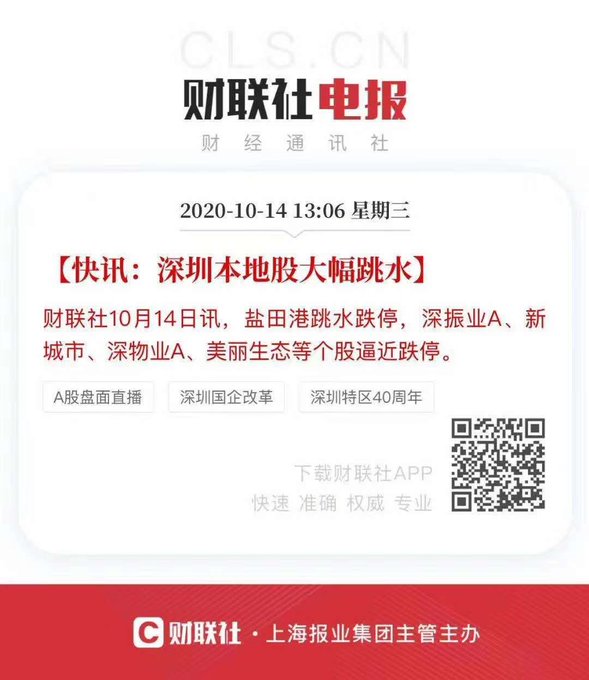 CLS.CN
财联社电报
财经通讯社
2020-10-14 13:06 星期三
【快讯：深圳本地股大幅跳水】
财联社10月14日讯，盐田港跳水跌停，深振业A、新
城市、深物业A、美丽生态等个股逼近跌停。
A股盘面直播 深圳国企改革 深圳特区40周年
下载财联社APP
快速 准确 权威 专业
C 财联社 · 上海报业集团主管主办